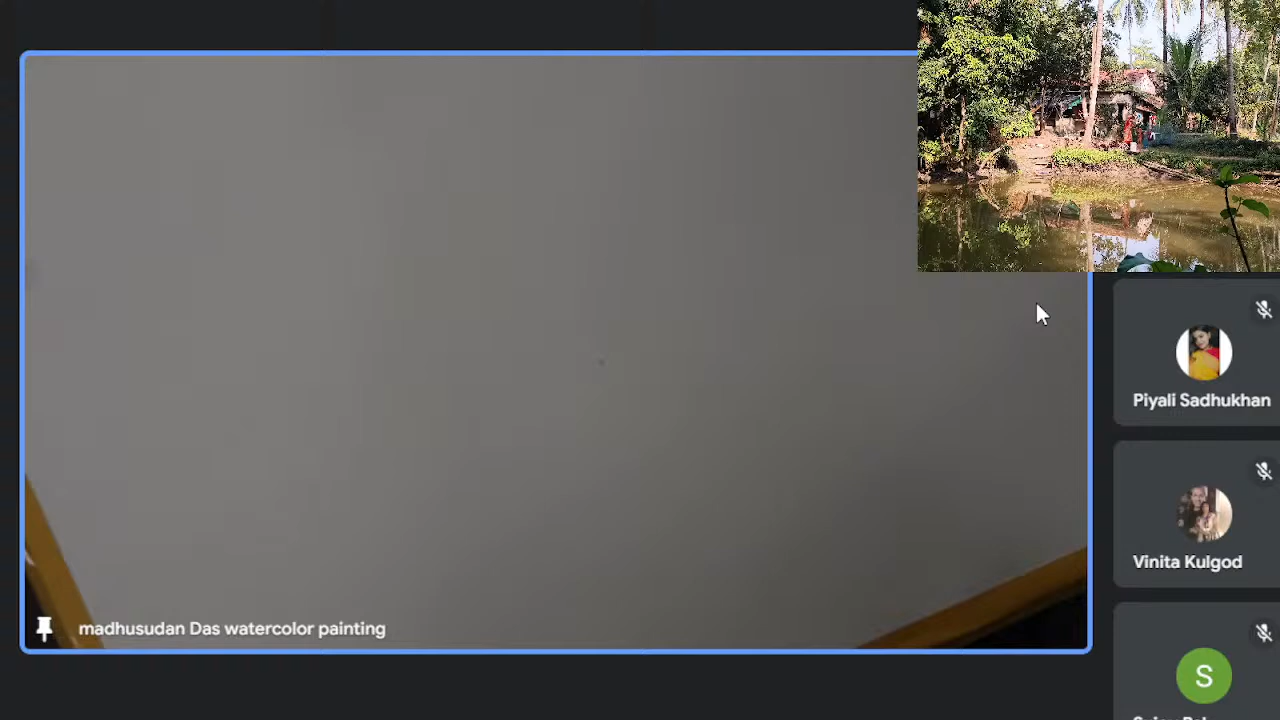 Piyali Sadhukhan
Vinita Kulgod
S
madhusudan Das watercolor painting